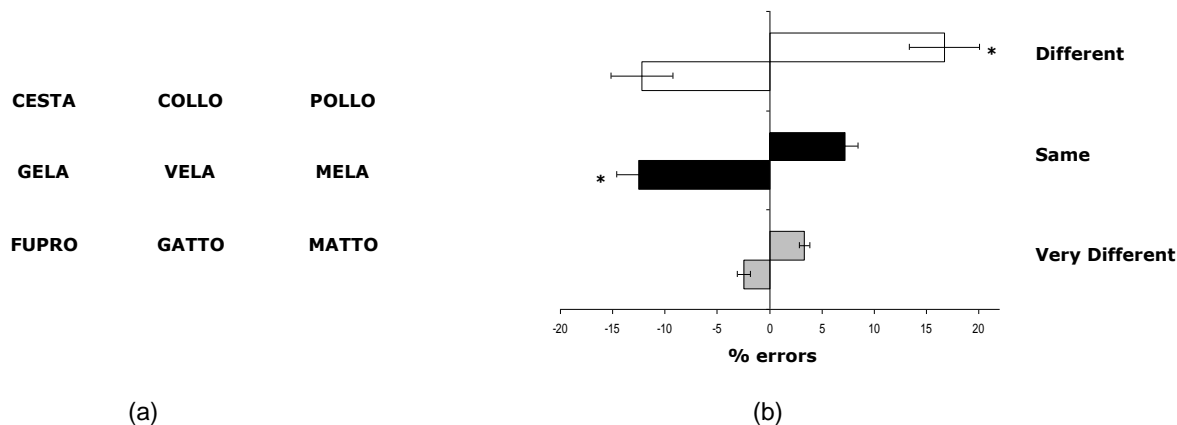 CESTA COLLO POLLO
GELA VELA MELA
FUPRO GATTO MATTO
* Different
Same
*
Very Different
-20 -15 -10 -5 0 5 10 15 20
% errors
(a) (b)